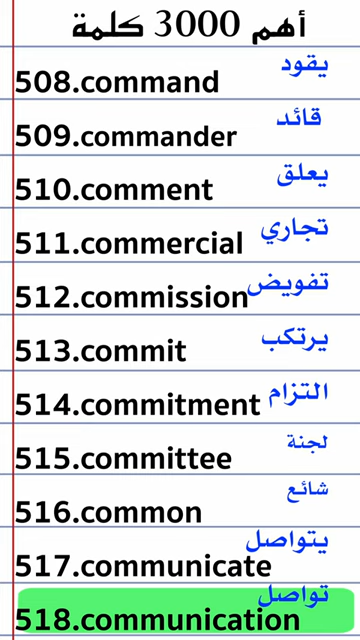 أهم 3000 كلمة
يقود
508.command
قائد
509.commander
يعلق
510.comment
تجاري
511.commercial
تفويض
512.commission
يرتكب
513.commit
التزام
514.commitment
لجنة
515.committee
شائع
516.common
يتواصل
517.communicate
تواصل
518.communication